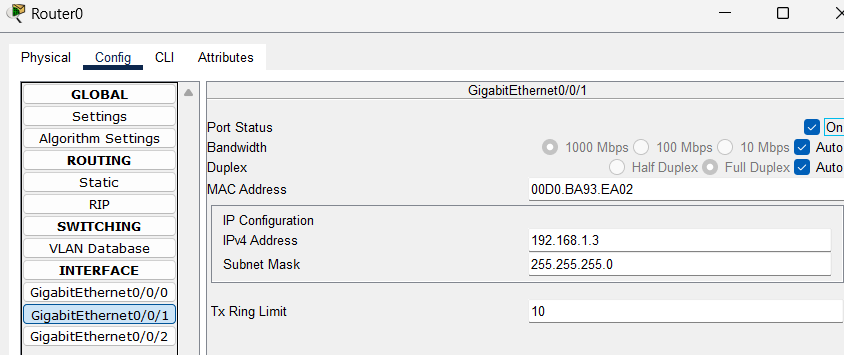 Router0
Physical Config CLI Attributes
GLOBAL
Settings
Algorithm Settings
ROUTING
Static
RIP
SWITCHING
VLAN Database
INTERFACE
GigabitEthernet0/0/0
GigabitEthernet0/0/1
GigabitEthernet0/0/2
GigabitEthernet0/0/1
Port Status On
Bandwidth 1000 Mbps 100 Mbps 10 Mbps Auto
Duplex Half Duplex Full Duplex Auto
MAC Address 00D0.BA93.EA02
IP Configuration
IPv4 Address 192.168.1.3
Subnet Mask 255.255.255.0
Tx Ring Limit 10